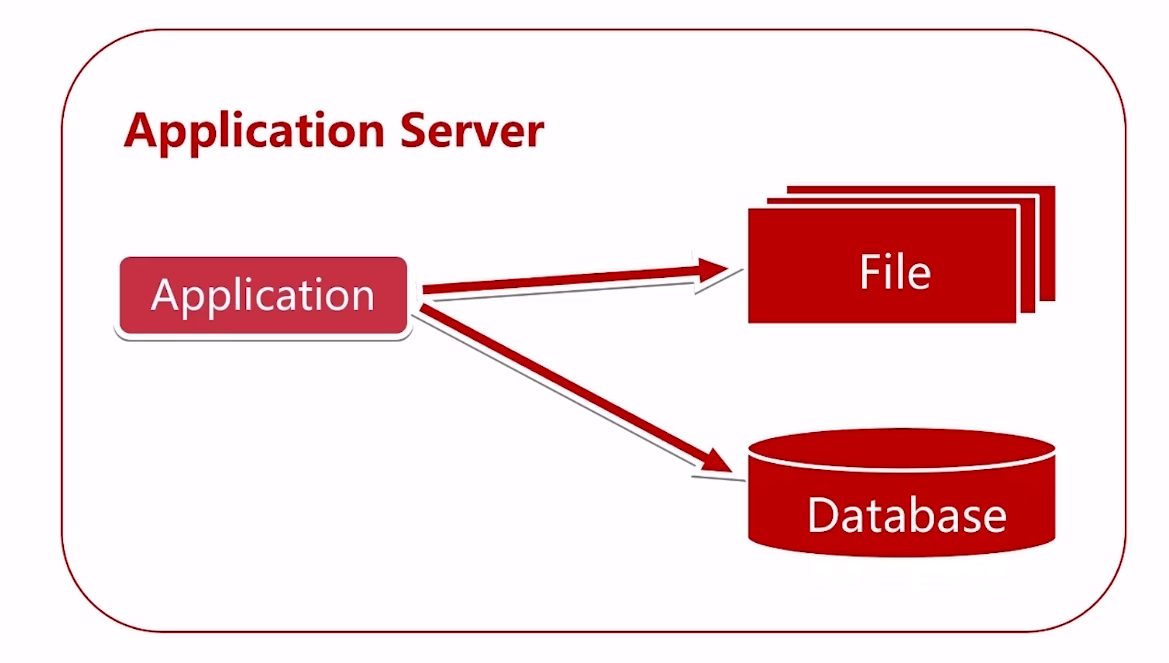 Application Server
Application
File
Database